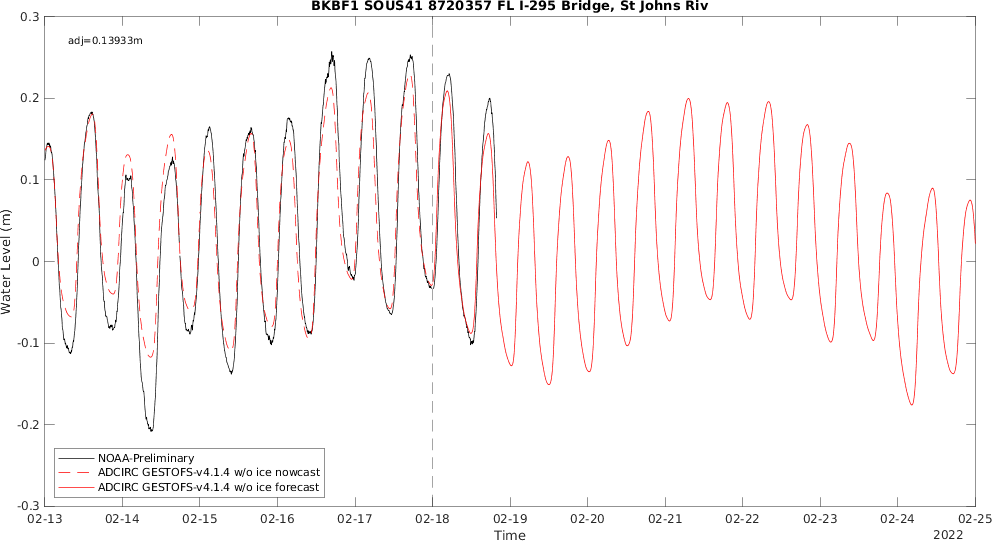 BKBF1 SOUS41 8720357 FL I-295 Bridge, St Johns Riv
adj=0.13933m
0.3
0.2
0.1
0
-0.1
-0.2
-0.3
Water Level (m)
NOAA-Preliminary
ADCIRC GESTOFS-v4.1.4 w/o ice nowcast
ADCIRC GESTOFS-v4.1.4 w/o ice forecast
02-13 02-14 02-15 02-16 02-17 02-18 02-19 02-20 02-21 02-22 02-23 02-24 02-25
Time
2022